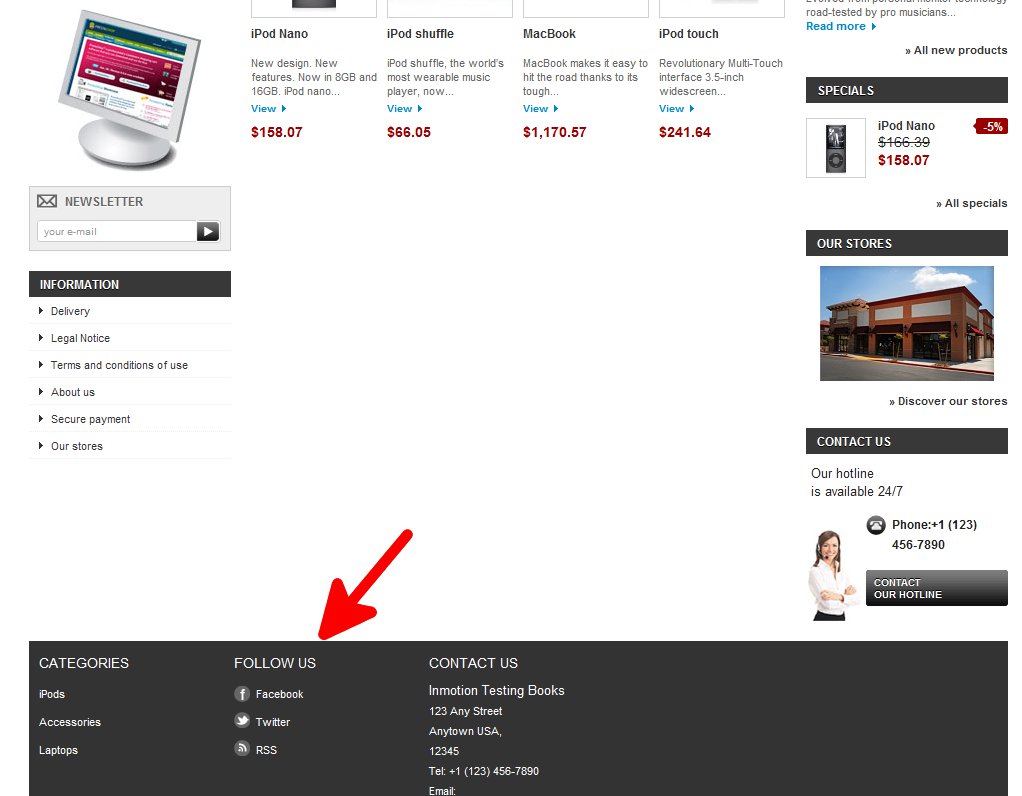 iPod Nano
New design. New
features. Now in 8GB and
16GB. iPod nano...
View
$158.07
iPod shuffle
iPod shuffle, the world's
most wearable music
player, now...
View
$66.05
MacBook
MacBook makes it easy to
hit the road thanks to its
tough...
View
$1,170.57
iPod touch
Revolutionary Multi-Touch
interface 3.5-inch
widescreen...
View
$241.64
NEWSLETTER
your e-mail
INFORMATION
Delivery
Legal Notice
Terms and conditions of use
About us
Secure payment
Our stores
Evolved from personal monitor technology
road-tested by pro musicians...
Read more
» All new products
SPECIALS
iPod Nano
-5%
$166.39
$158.07
» All specials
OUR STORES
» Discover our stores
CONTACT US
Our hotline
is available 24/7
Phone:+1 (123)
456-7890
CONTACT
OUR HOTLINE
CATEGORIES
iPods
Accessories
Laptops
FOLLOW US
Facebook
Twitter
RSS
CONTACT US
Inmotion Testing Books
123 Any Street
Anytown USA,
12345
Tel: +1 (123) 456-7890
Email: